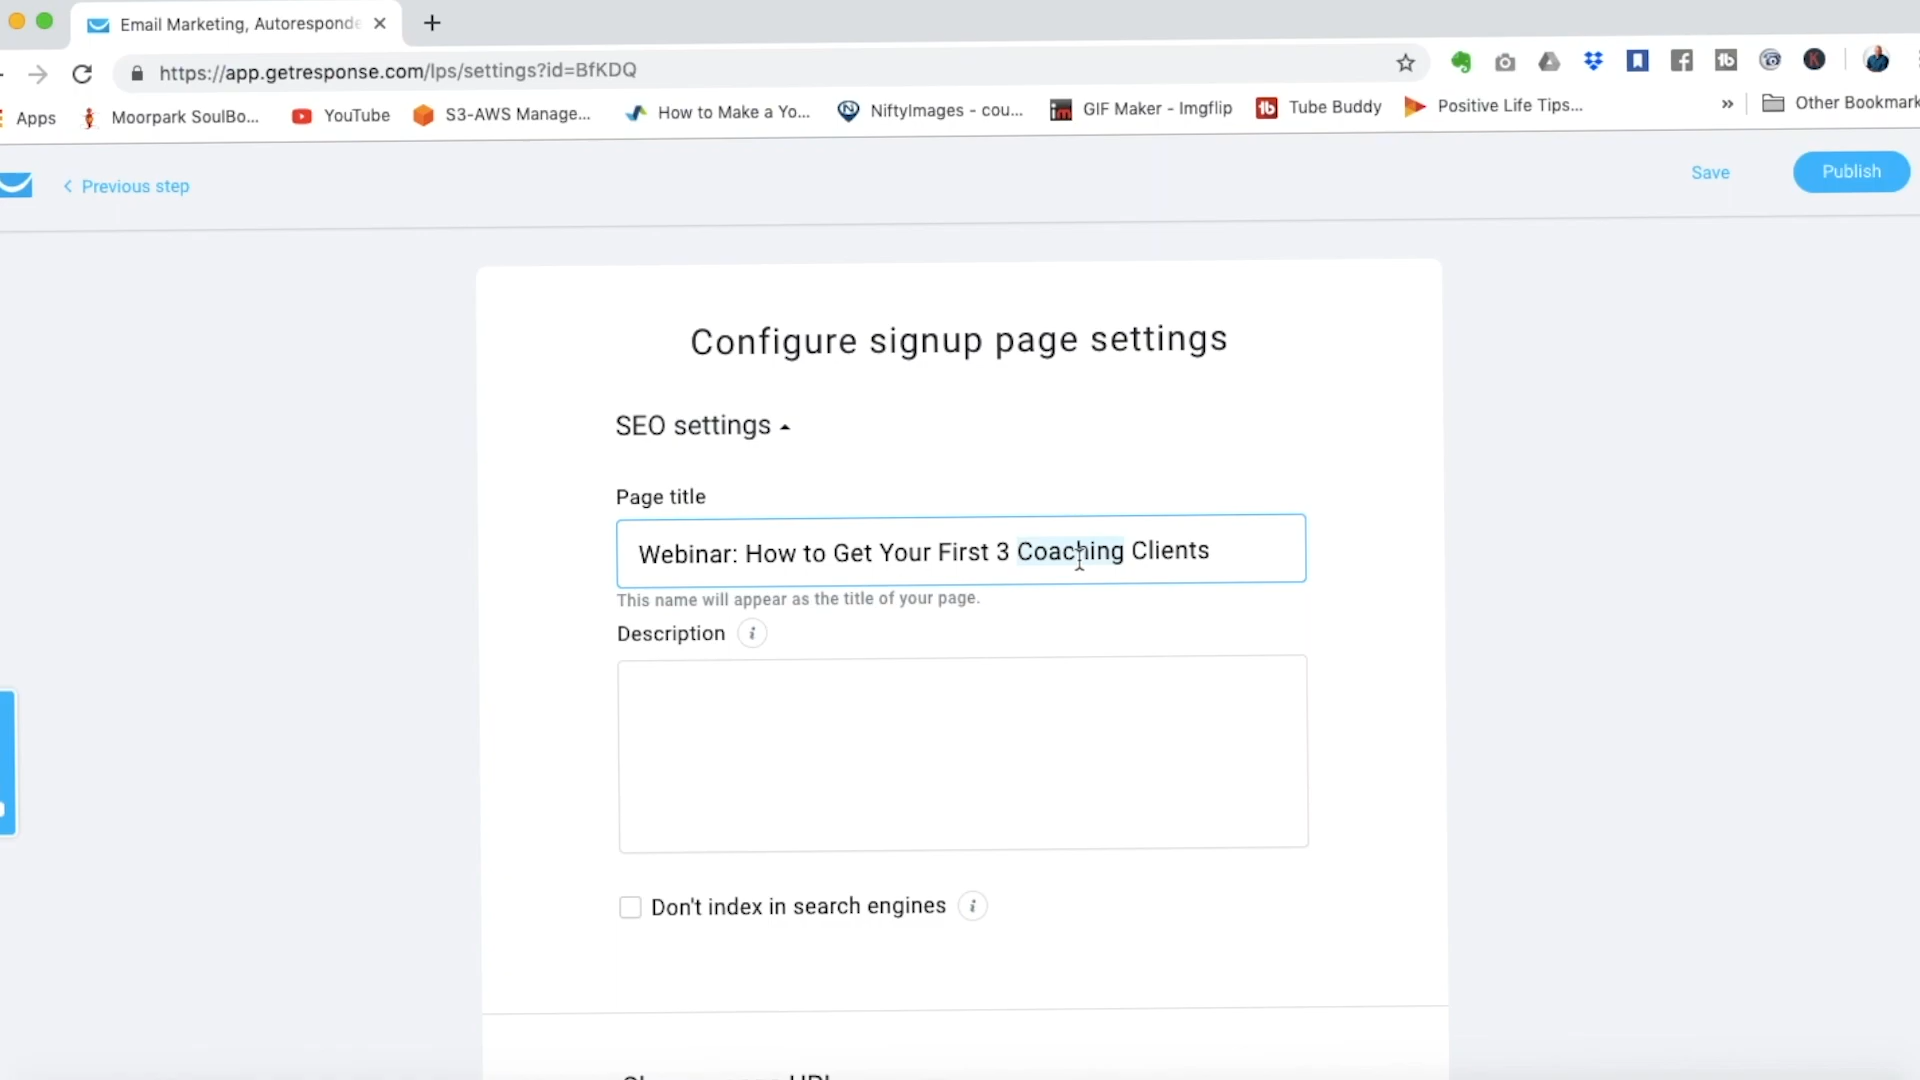 Email Marketing, Autoresponde
https://app.getresponse.com/lps/settings?id=BfKDQ
Apps Moorpark SoulBo... YouTube S3-AWS Manage... How to Make a Yo... NiftyImages - cou... GIF Maker - Imgflip Tube Buddy Positive Life Tips... » Other Bookmark
Previous step
Save
Publish
Configure signup page settings
SEO settings
Page title
Webinar: How to Get Your First 3 Coaching Clients
This name will appear as the title of your page.
Description
Don't index in search engines